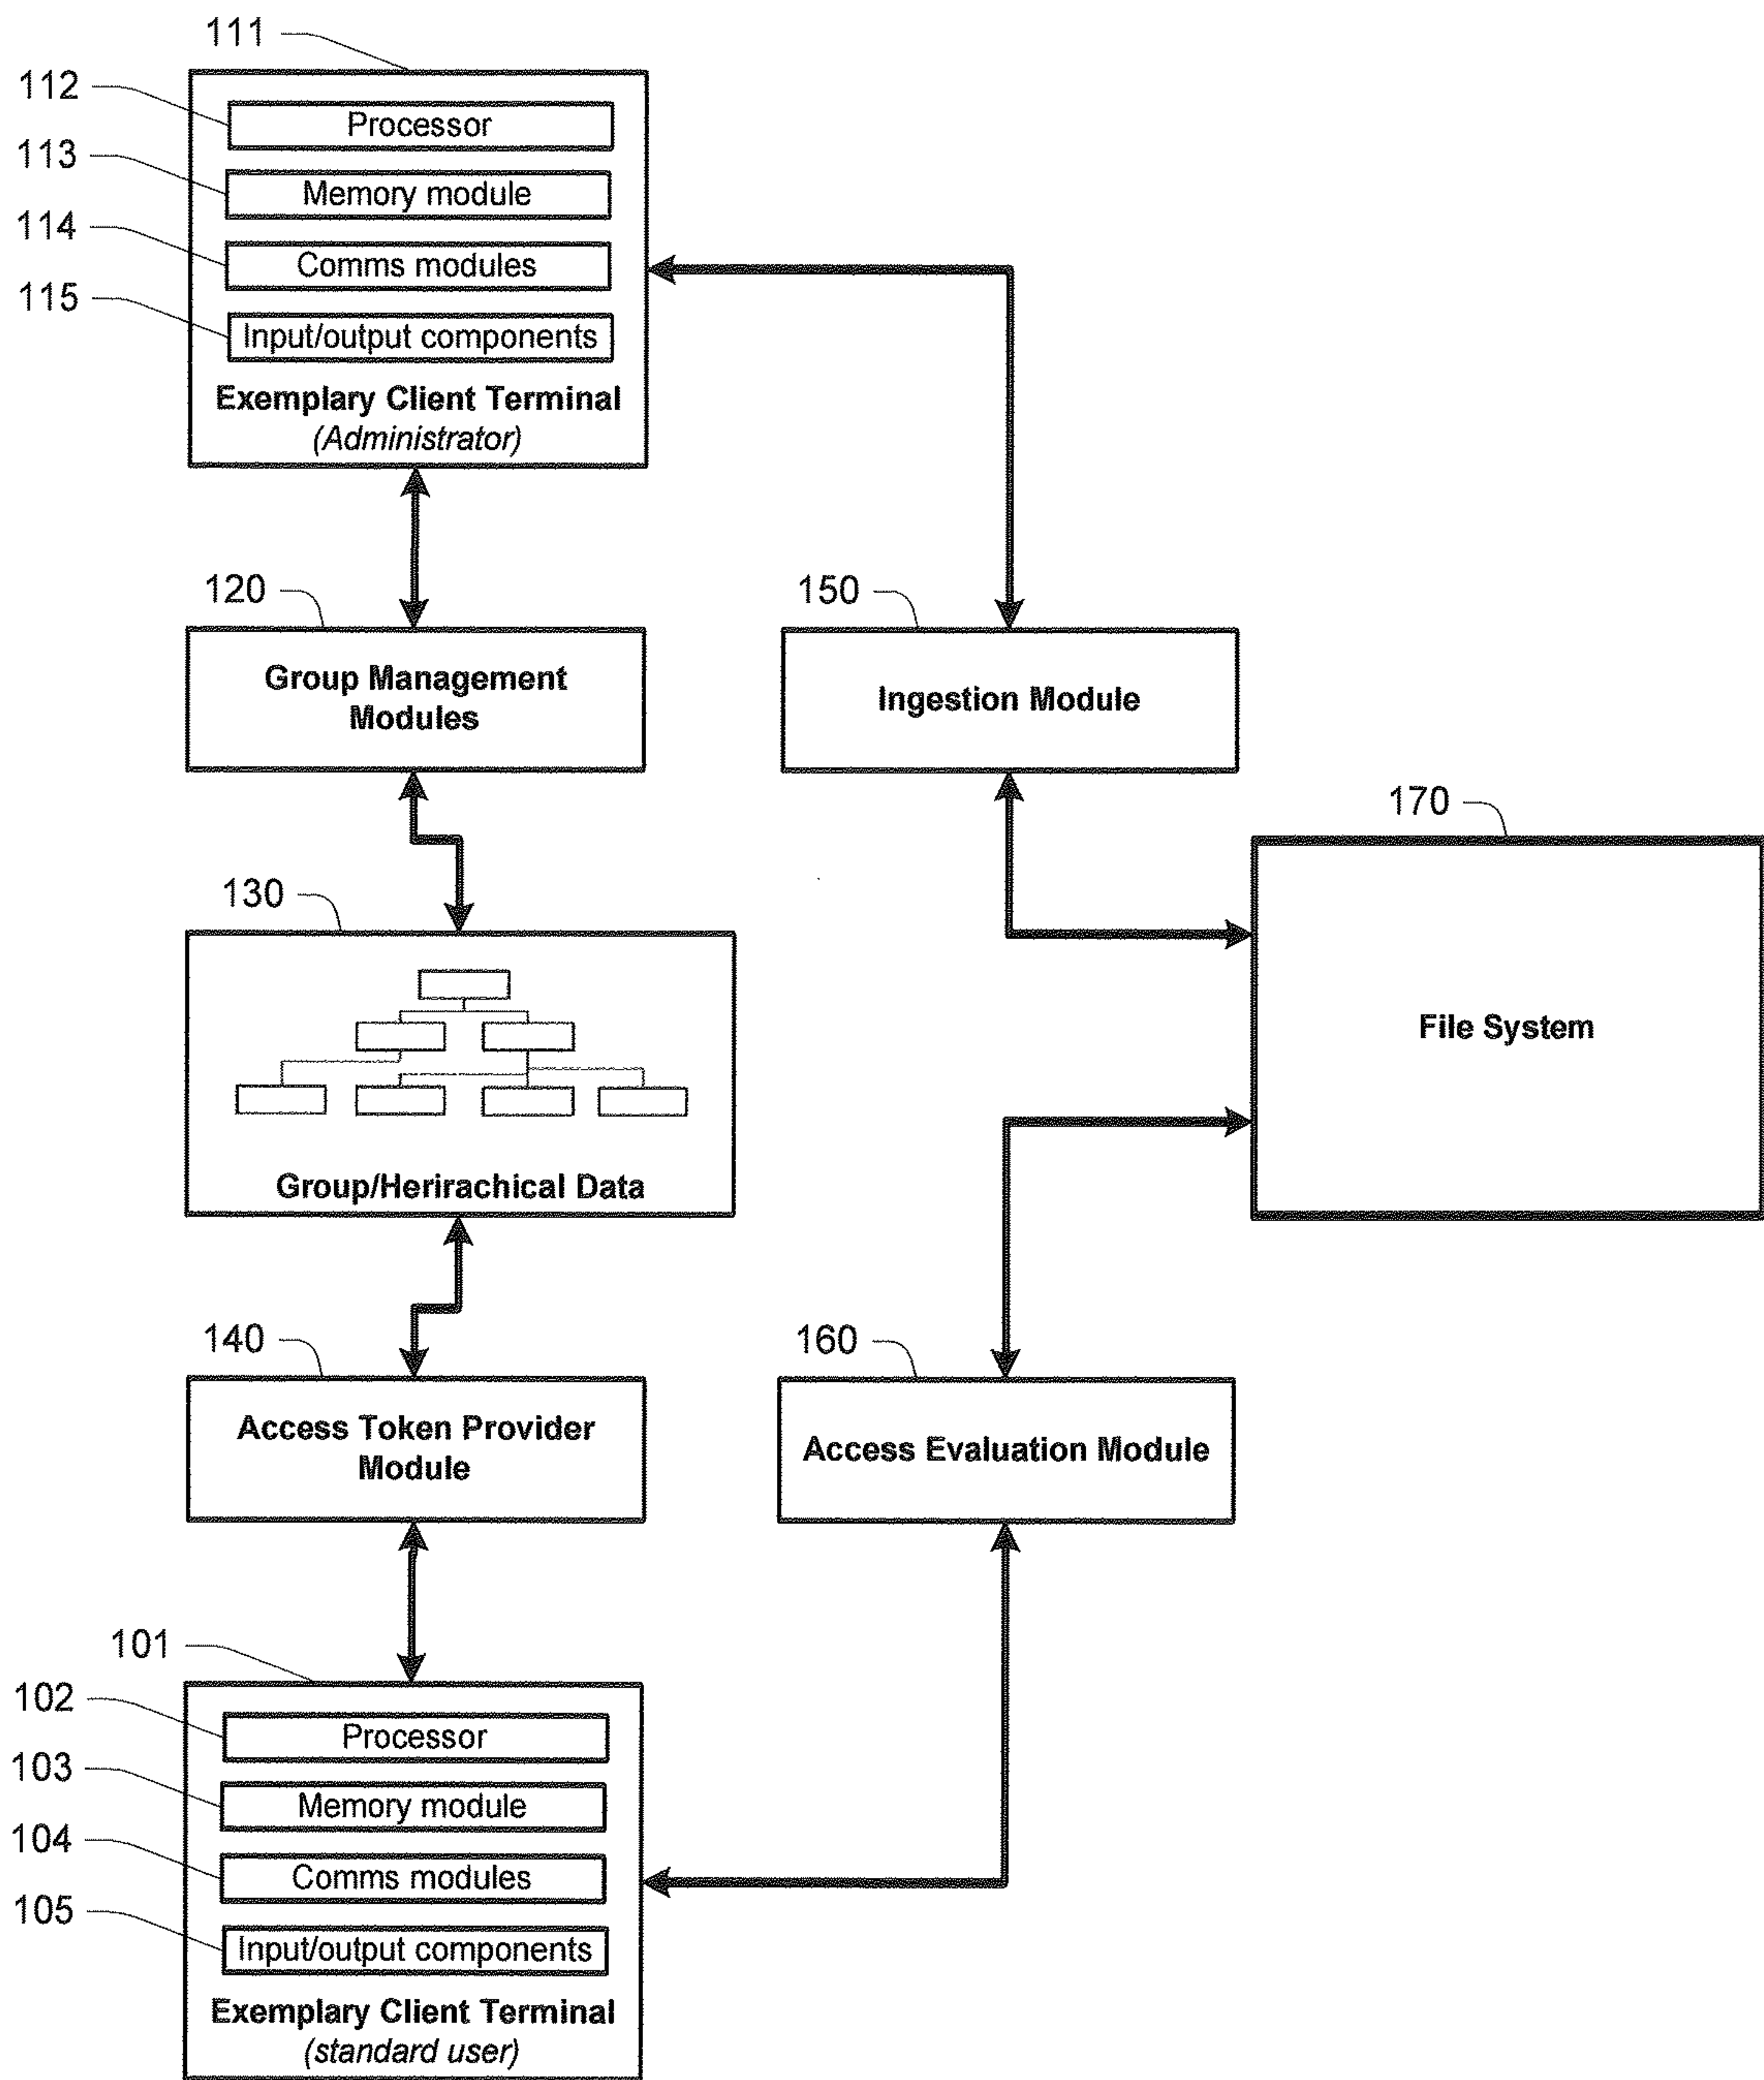 111
112
Processor
113
Memory module
114
Comms modules
115
Input/output components
Exemplary Client Terminal
(Administrator)
120
Group Management
Modules
150
Ingestion Module
170
File System
130
Group/Herirachical Data
140
Access Token Provider
Module
160
Access Evaluation Module
101
102
Processor
103
Memory module
104
Comms modules
105
Input/output components
Exemplary Client Terminal
(standard user)